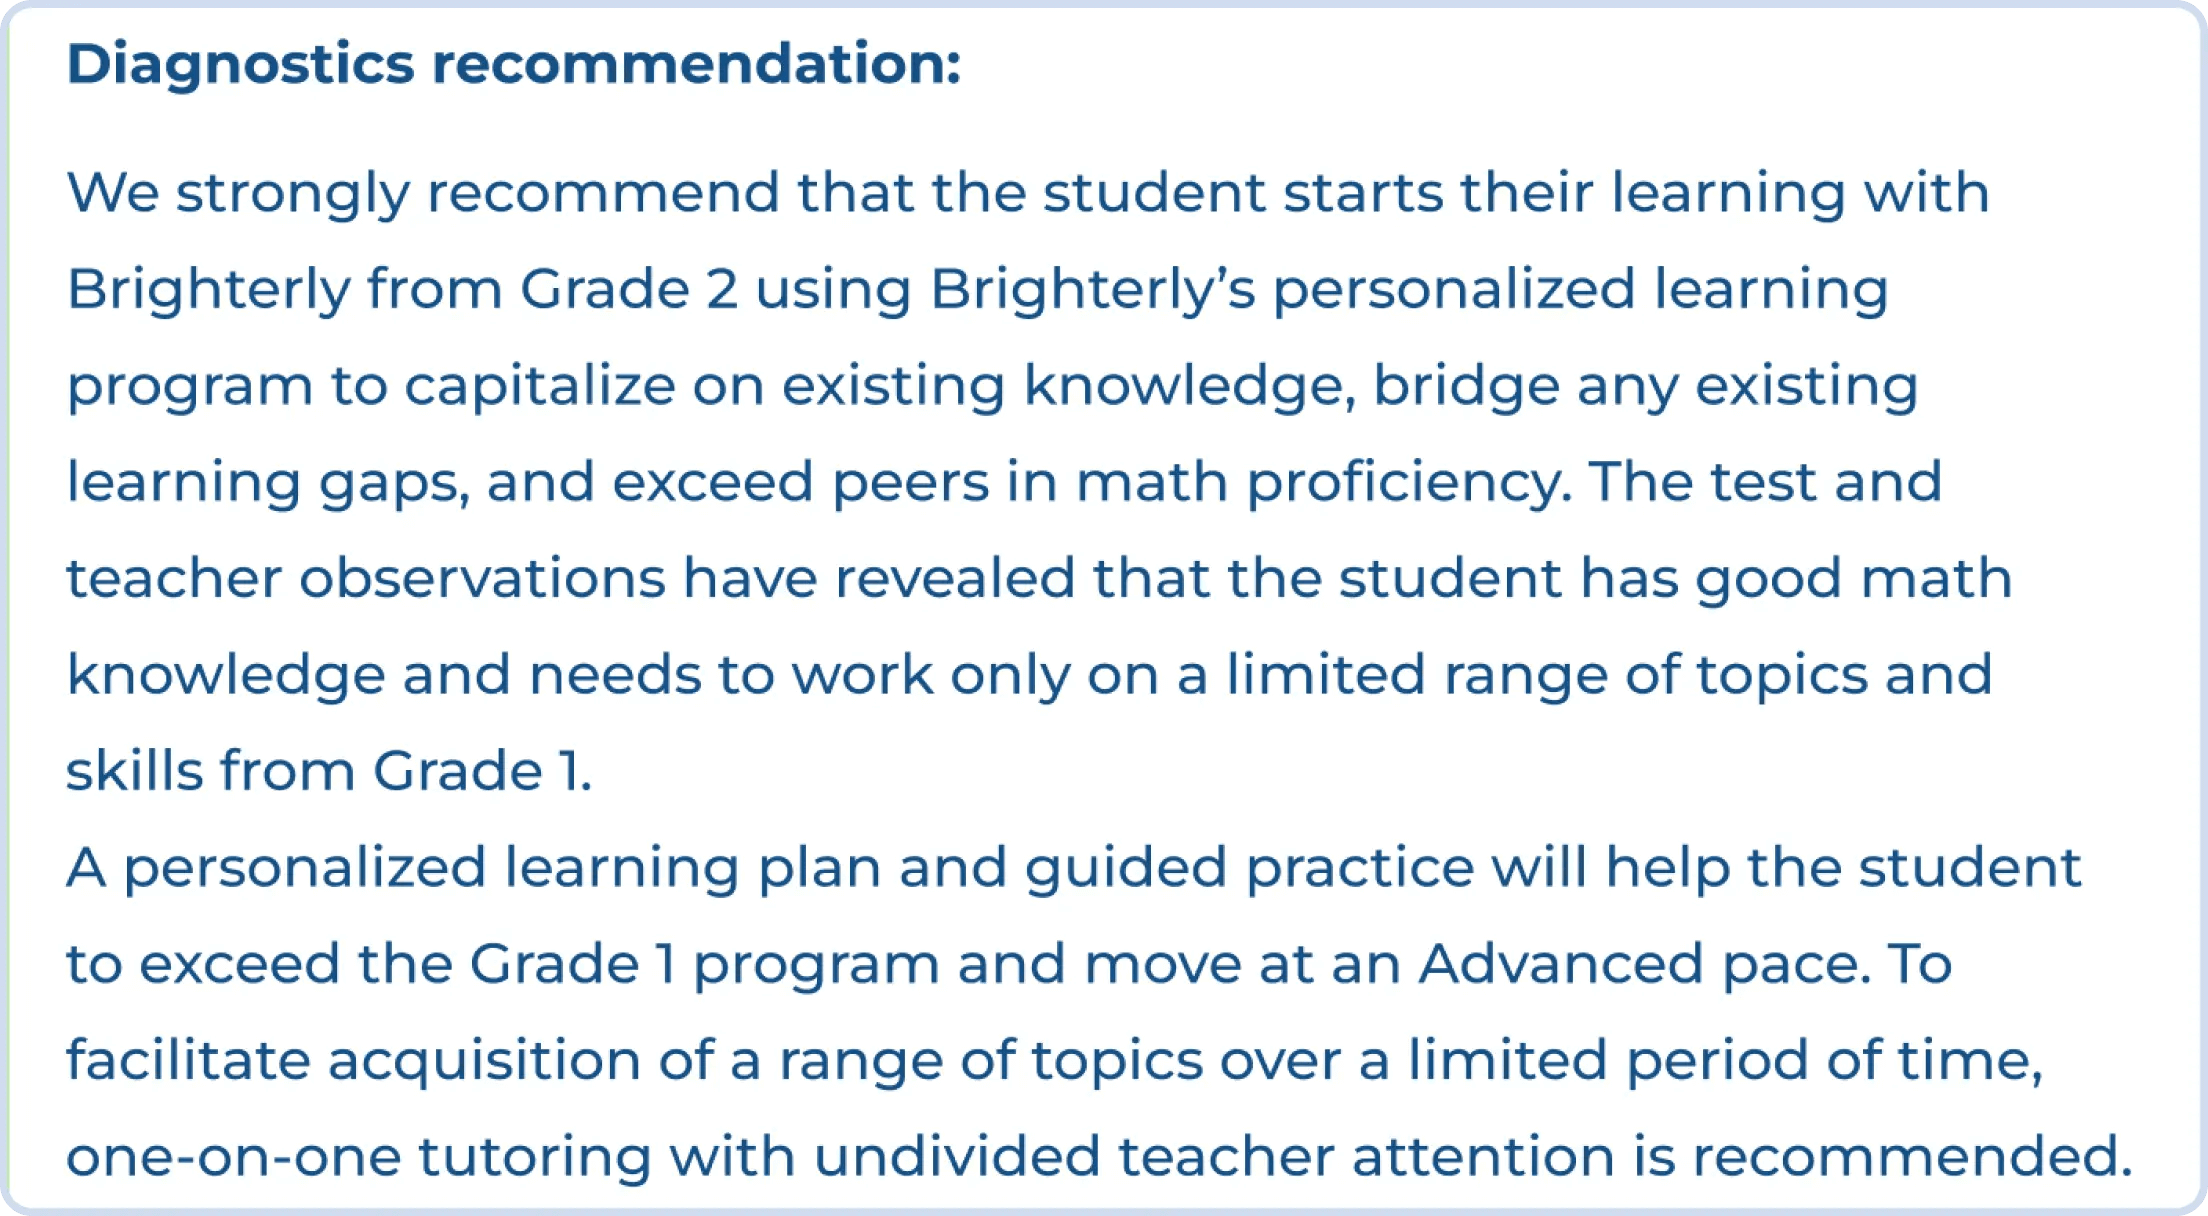 Diagnostics recommendation:
We strongly recommend that the student starts their learning with
Brighterly from Grade 2 using Brighterly’s personalized learning
program to capitalize on existing knowledge, bridge any existing
learning gaps, and exceed peers in math proficiency. The test and
teacher observations have revealed that the student has good math
knowledge and needs to work only on a limited range of topics and
skills from Grade 1.
A personalized learning plan and guided practice will help the student
to exceed the Grade 1 program and move at an Advanced pace. To
facilitate acquisition of a range of topics over a limited period of time,
one-on-one tutoring with undivided teacher attention is recommended.